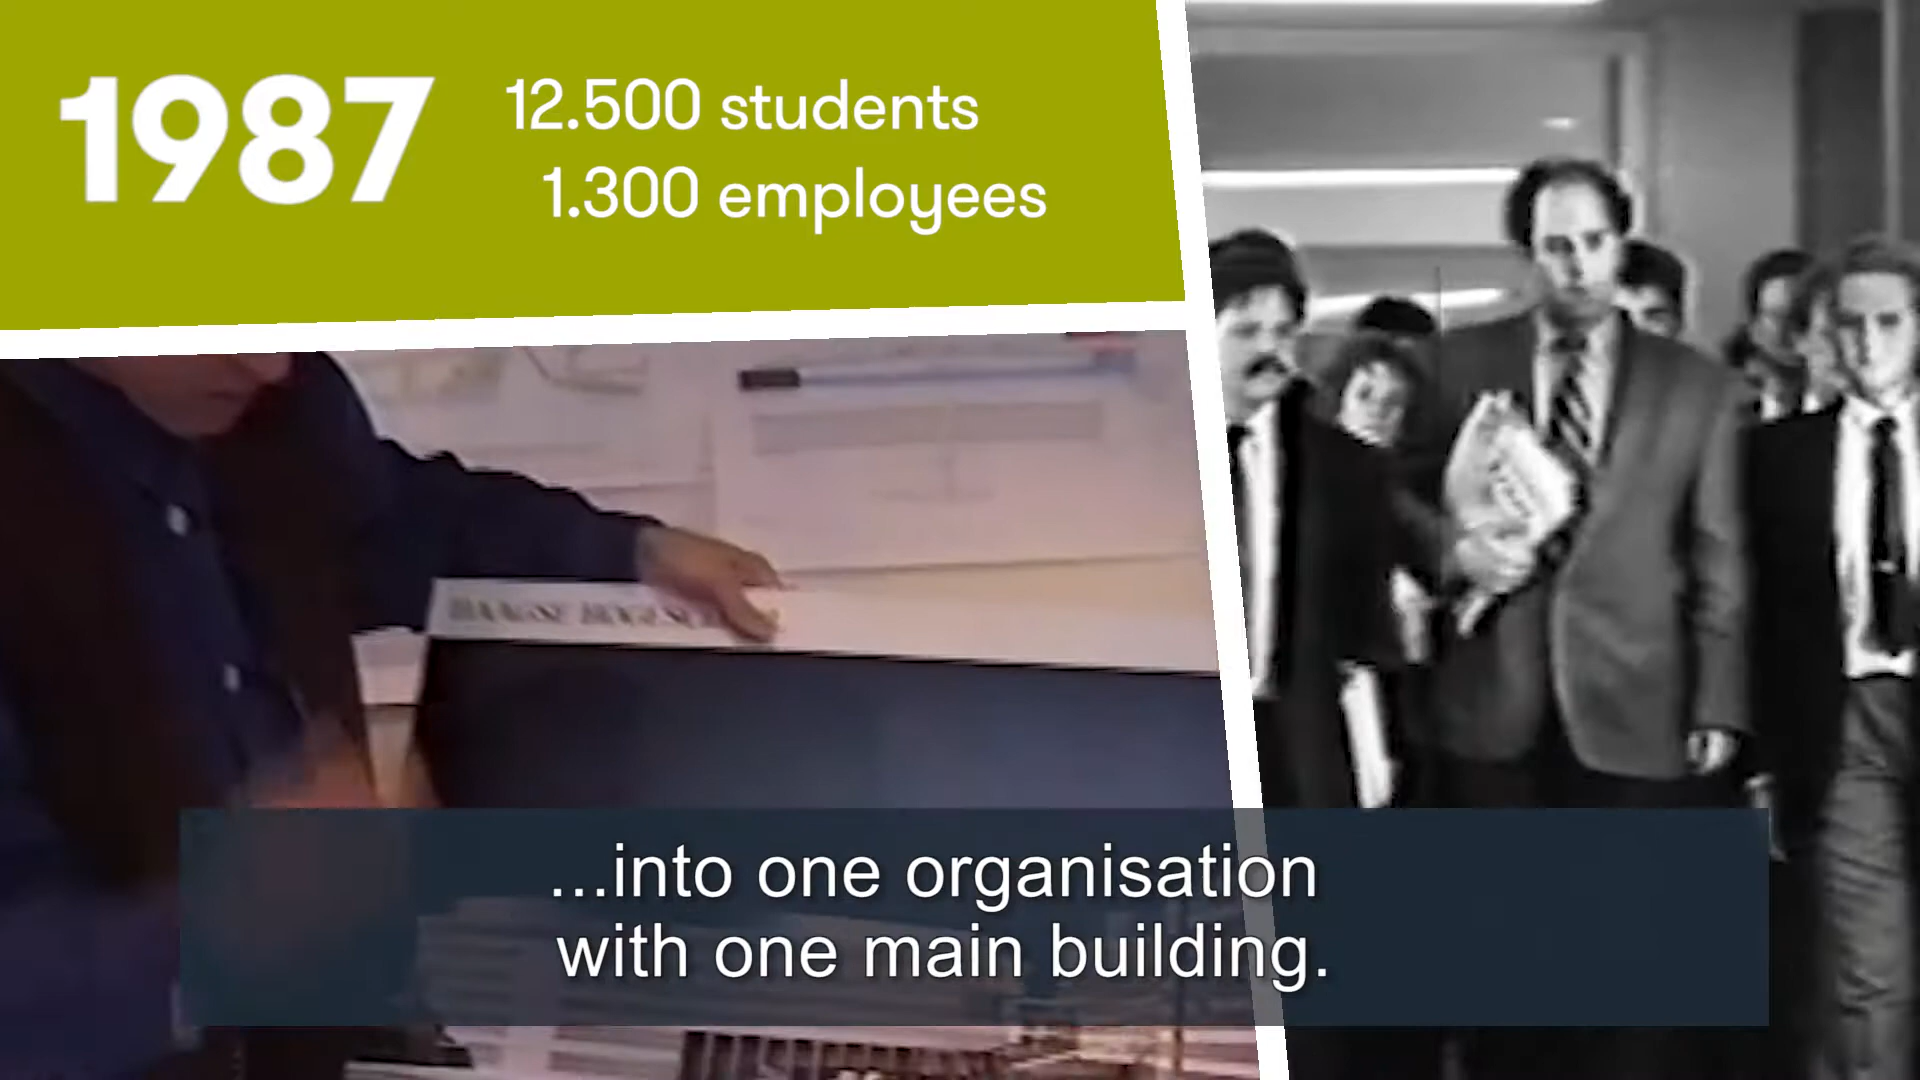 1987
12.500 students
1.300 employees
...into one organisation
with one main building.